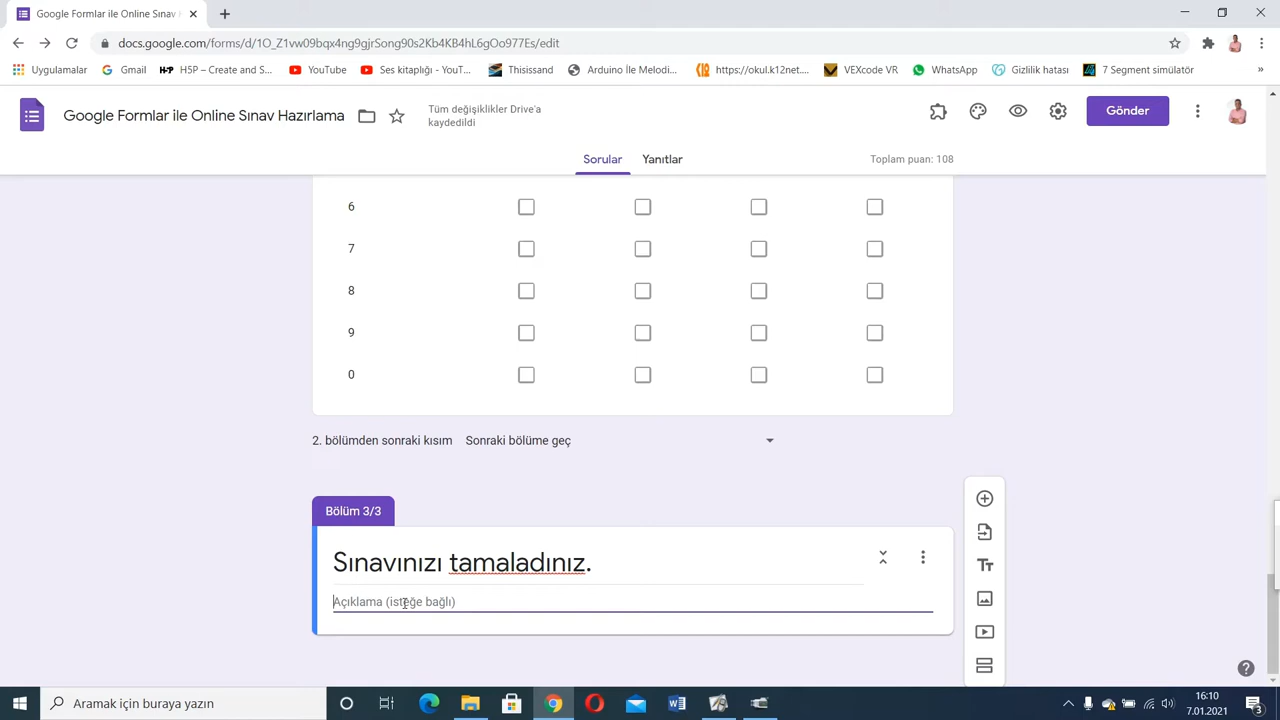 Google Formlar ile Online Sınav
docs.google.com/forms/d/1O_Z1vw09bqx4ng9gjrSong90s2Kb4KB4hL6gOo977Es/edit
Uygulamalar Gmail H5P – Create and S... YouTube Ses kitaplığı - YouT... Thisissand Arduino İle Melodi... https://okul.k12net.... VEXcode VR WhatsApp Gizlilik hatası 7 Segment simülatör »
Google Formlar ile Online Sınav Hazırlama
Tüm değişiklikler Drive'a
kaydedildi
Gönder
Sorular Yanıtlar Toplam puan: 108
6
7
8
9
0
2. bölümden sonraki kısım Sonraki bölüme geç
Bölüm 3/3
Sınavınızı tamaladınız.
Açıklama (isteğe bağlı)
Aramak için buraya yazın
16:10
7.01.2021
3